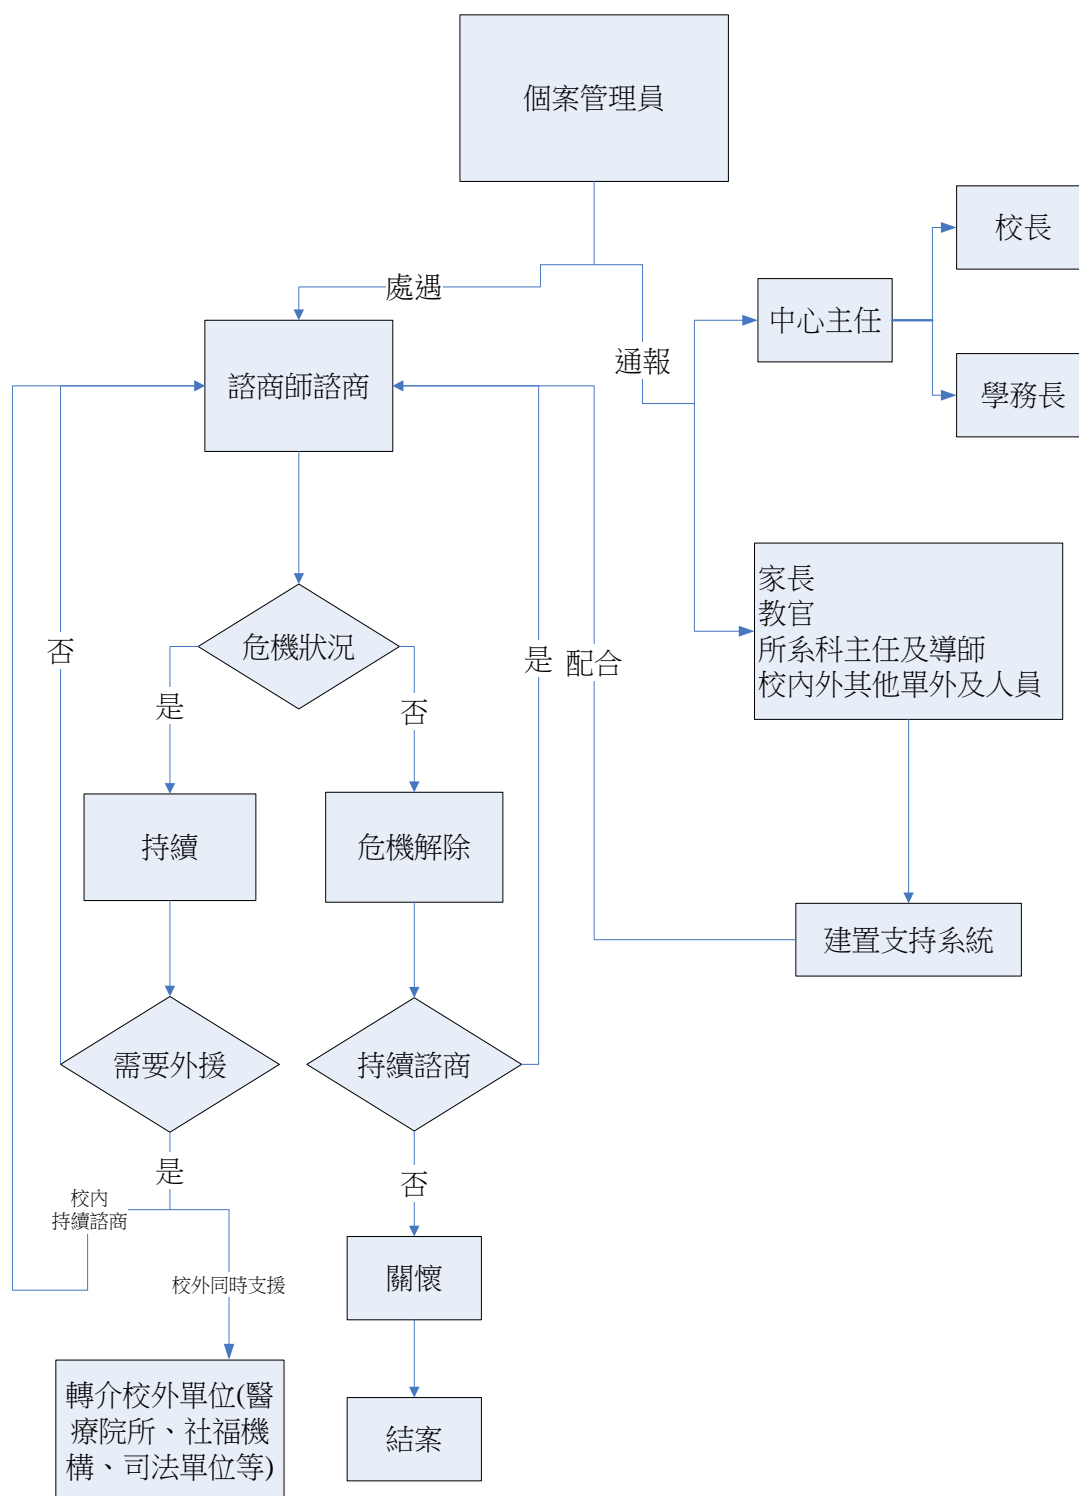 個案管理員
校長
處遇
中心主任
通報
諮商師諮商
學務長
家長
教官
所系科主任及導師
校內外其他單外及人員
危機狀況
否
是
配合
是
否
持續
危機解除
建置支持系統
需要外援
持續諮商
是
否
校內
持續諮商
校外同時支援
關懷
轉介校外單位(醫
療院所、社福機
構、司法單位等)
結案